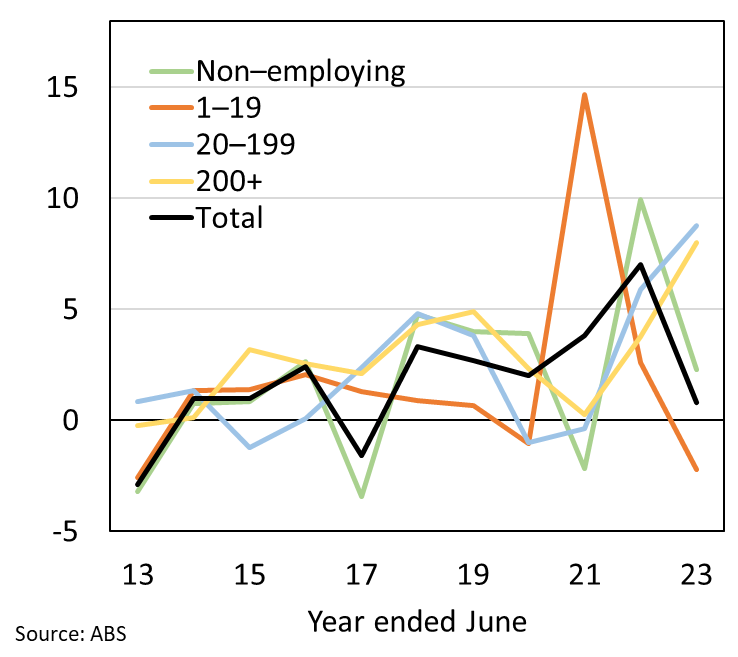 15
10
5
0
-5
Non–employing
1–19
20–199
200+
Total
13 15 17 19 21 23
Year ended June
Source: ABS